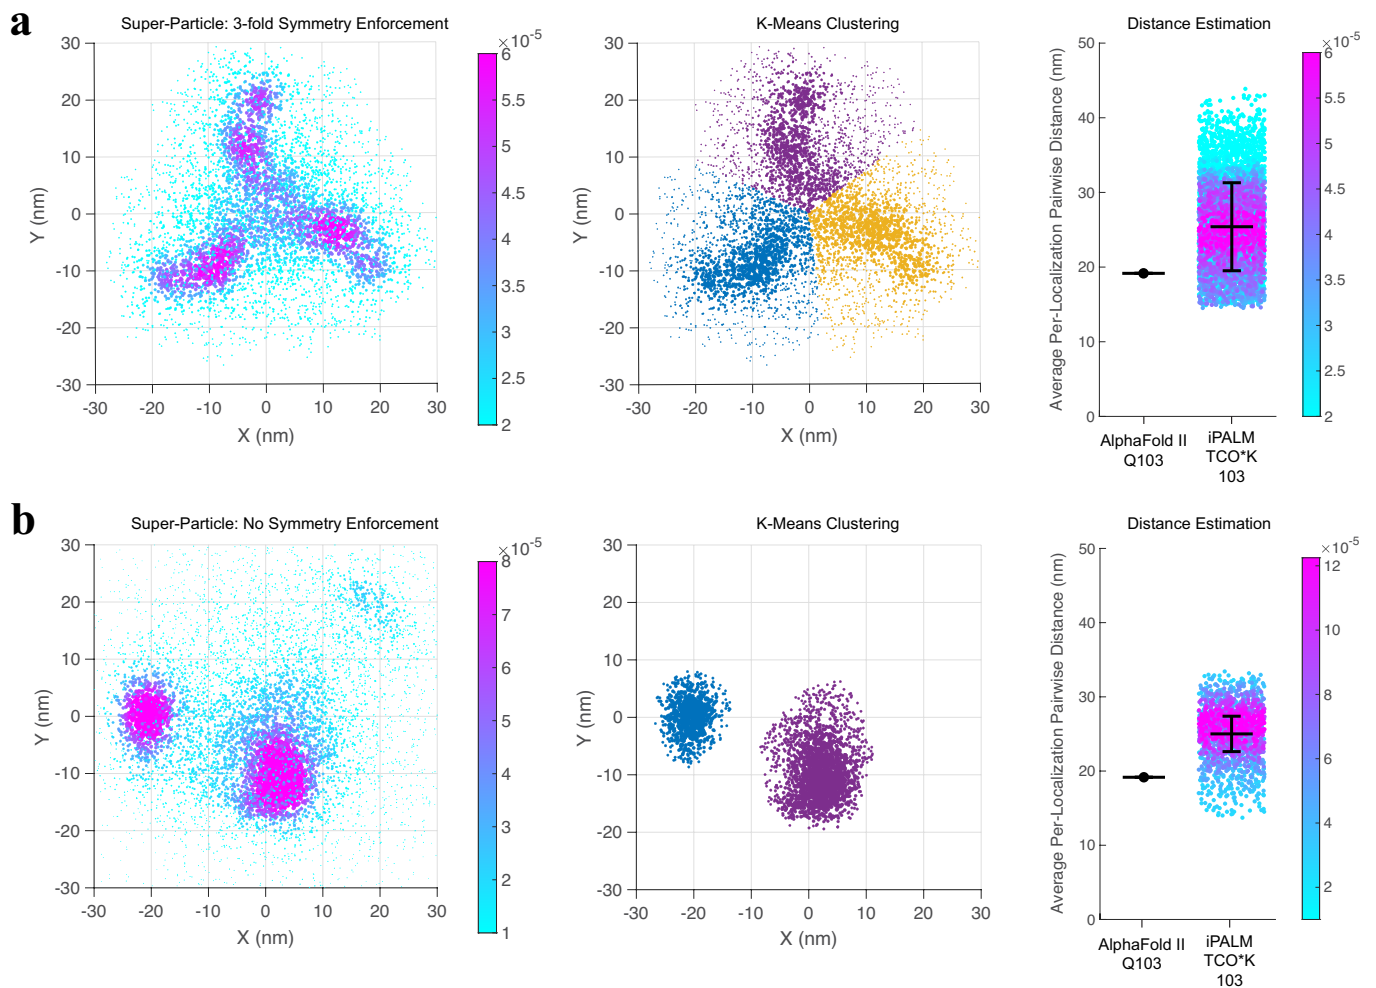 a
Super-Particle: 3-fold Symmetry Enforcement
K-Means Clustering
Distance Estimation
×10-5
30
20
10
0
-10
-20
-30
Y (nm)
-30 -20 -10 0 10 20 30
X (nm)
6
5.5
5
4.5
4
3.5
3
2.5
2
30
20
10
0
-10
-20
-30
Y (nm)
-30 -20 -10 0 10 20 30
X (nm)
Average Per-Localization Pairwise Distance (nm)
50
40
30
20
10
0
AlphaFold II
Q103
iPALM
TCO*K
103
×10-5
6
5.5
5
4.5
4
3.5
3
2.5
2
b
Super-Particle: No Symmetry Enforcement
K-Means Clustering
Distance Estimation
×10-5
30
20
10
0
-10
-20
-30
Y (nm)
-30 -20 -10 0 10 20 30
X (nm)
8
7
6
5
4
3
2
1
30
20
10
0
-10
-20
-30
Y (nm)
-30 -20 -10 0 10 20 30
X (nm)
Average Per-Localization Pairwise Distance (nm)
50
40
30
20
10
0
AlphaFold II
Q103
iPALM
TCO*K
103
×10-5
12
10
8
6
4
2